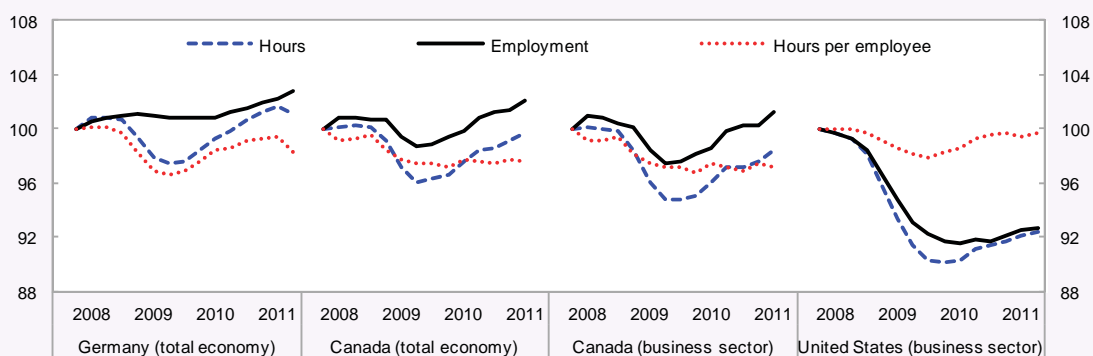 108 108
Hours Employment Hours per employee
104 104
100 100
96 96
92 92
88 88
2008 2009 2010 2011 2008 2009 2010 2011 2008 2009 2010 2011 2008 2009 2010 2011
Germany (total economy) Canada (total economy) Canada (business sector) United States (business sector)